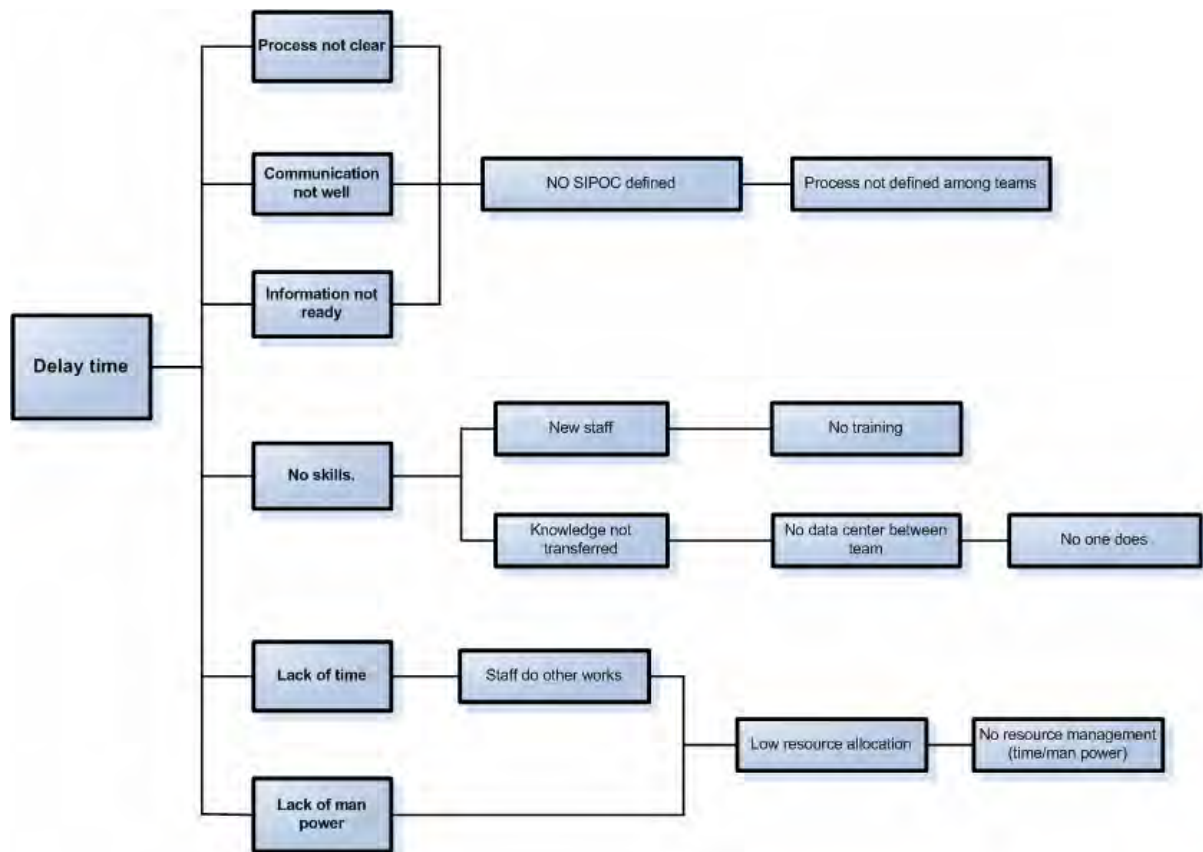 Process not clear
Communication
not well
NO SIPOC defined
Process not defined among teams
Information not
ready
Delay time
New staff
No training
No skills.
Knowledge not
transferred
No data center between
team
No one does
Lack of time
Staff do other works
Low resource allocation
No resource management
(time/man power)
Lack of man
power